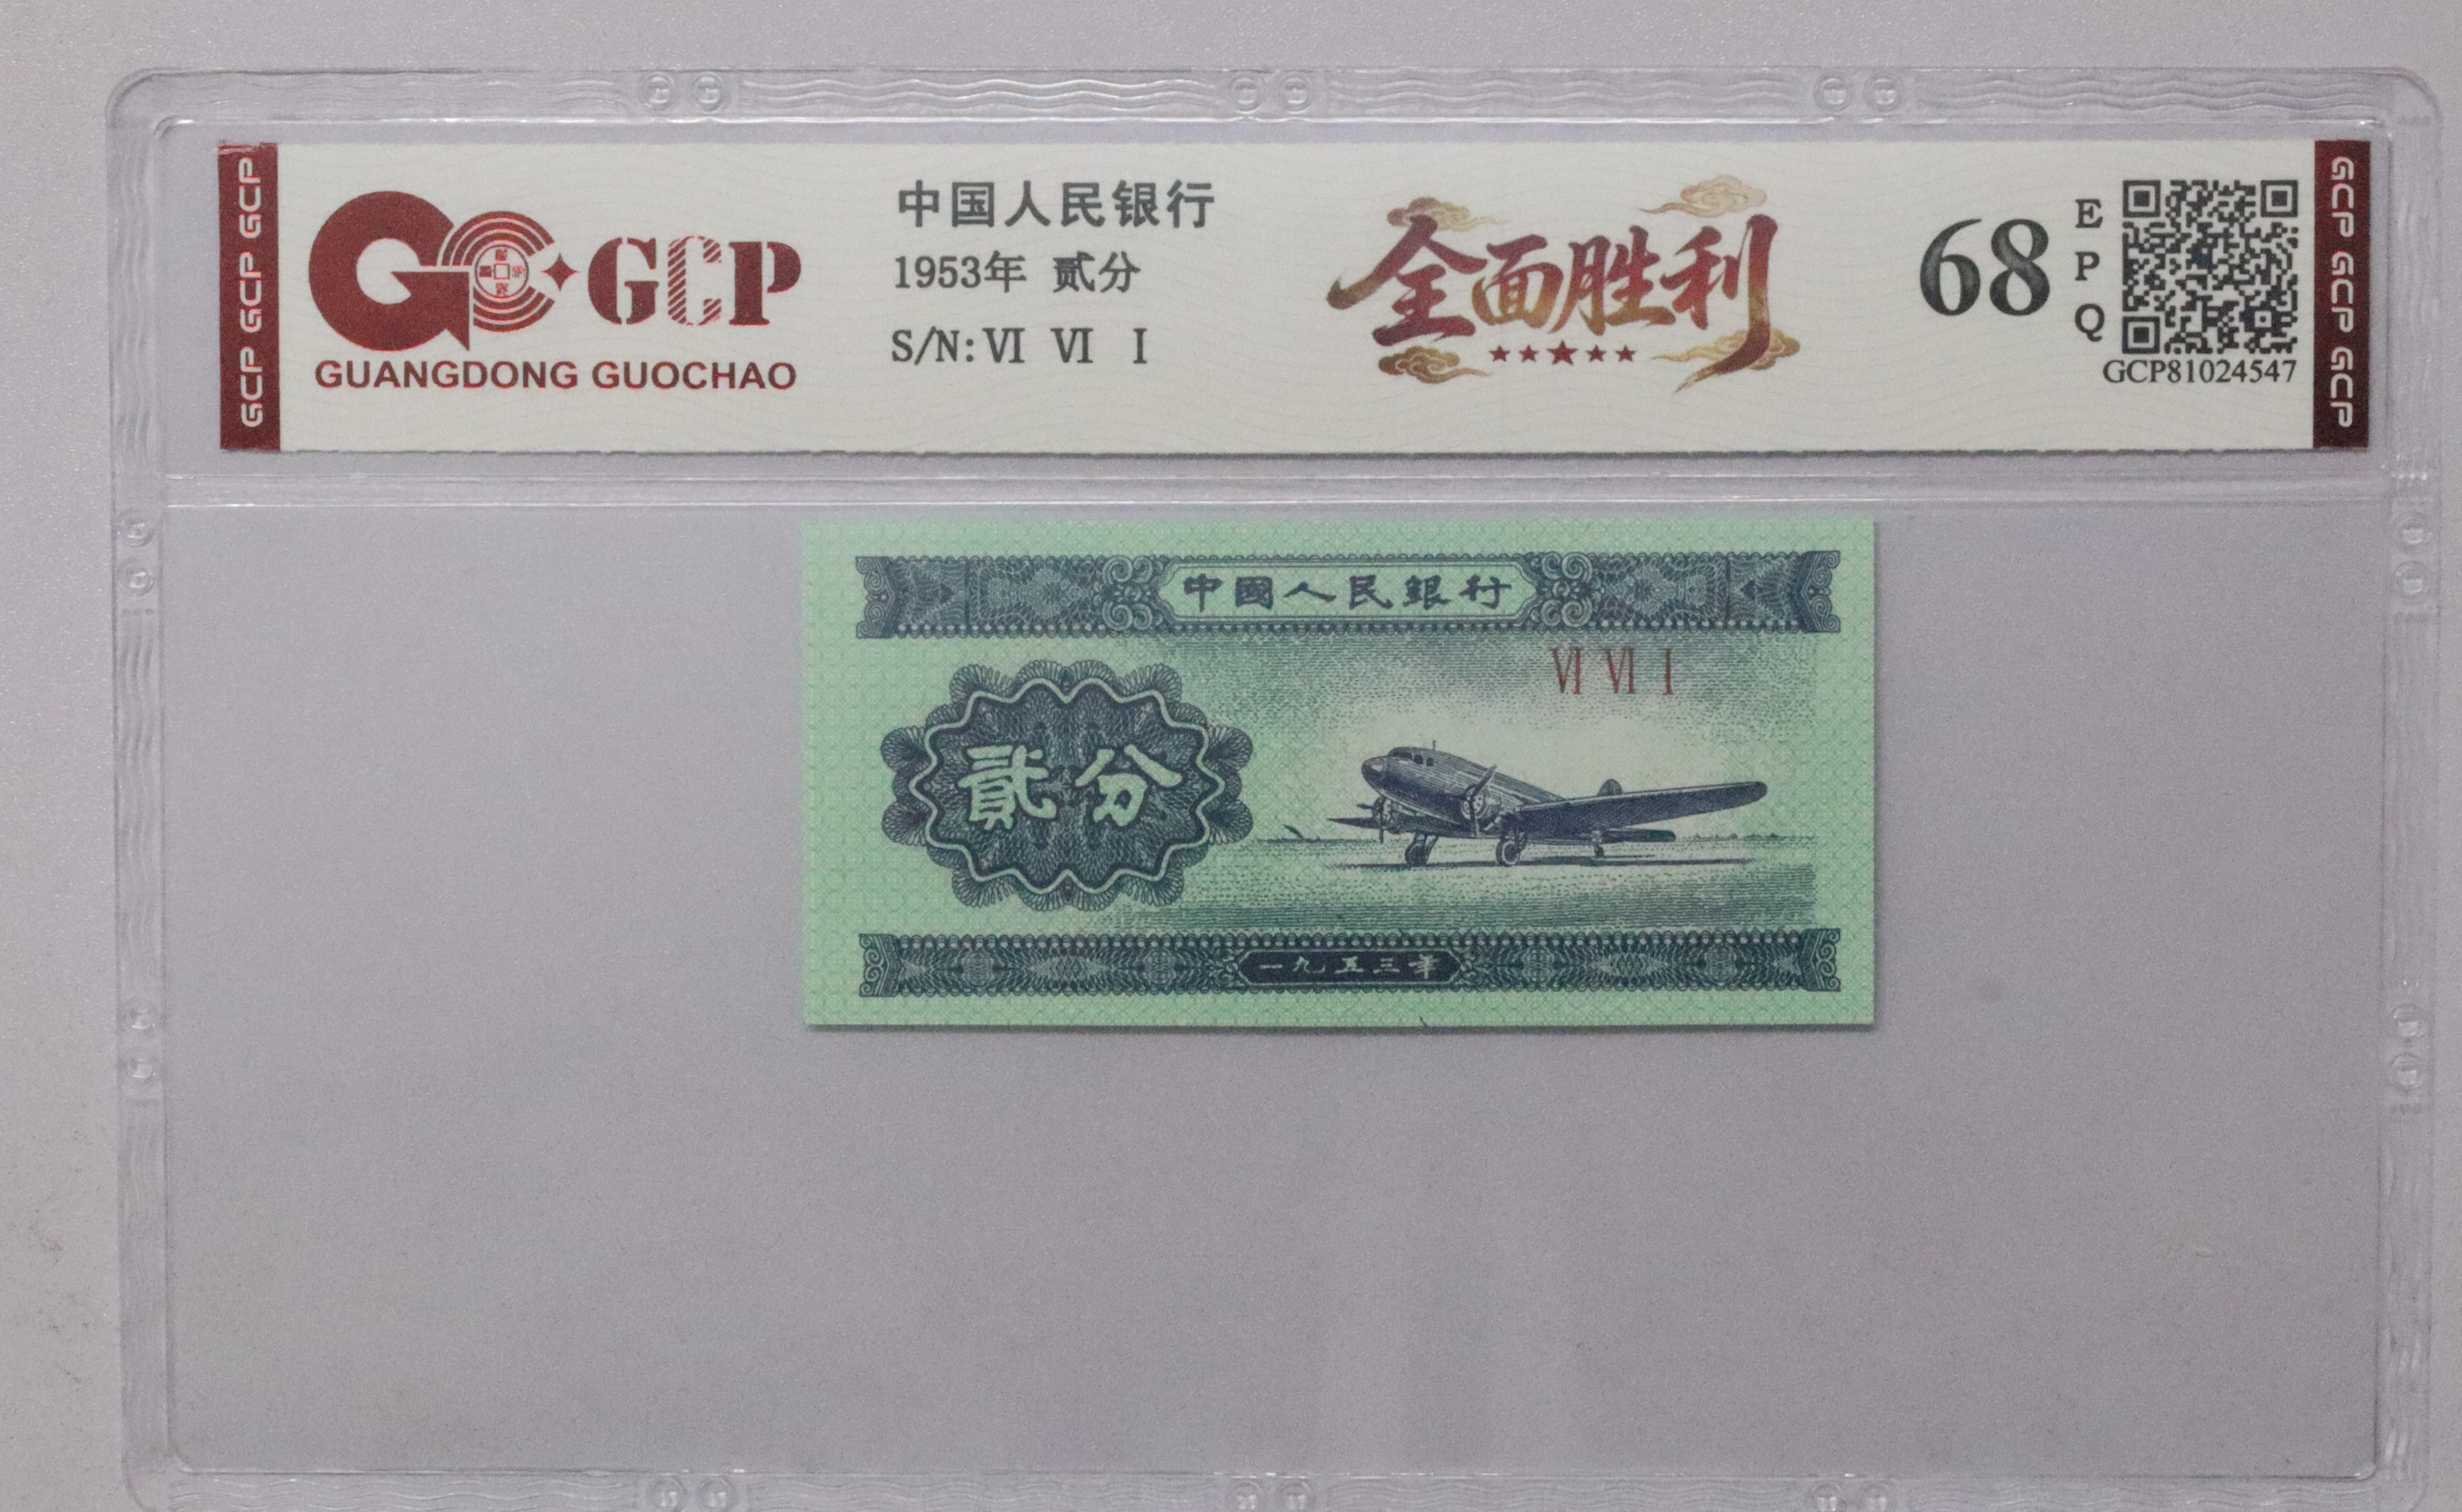 GCP GCP GCP
GCP
GUANGDONG GUOCHAO
中国人民银行
1953年 贰分
S/N: VI VI I
全面胜利
68
E
P
Q
GCP81024547
GCP GCP GCP
中國人民銀行
VI VI I
貳分
一九五三年